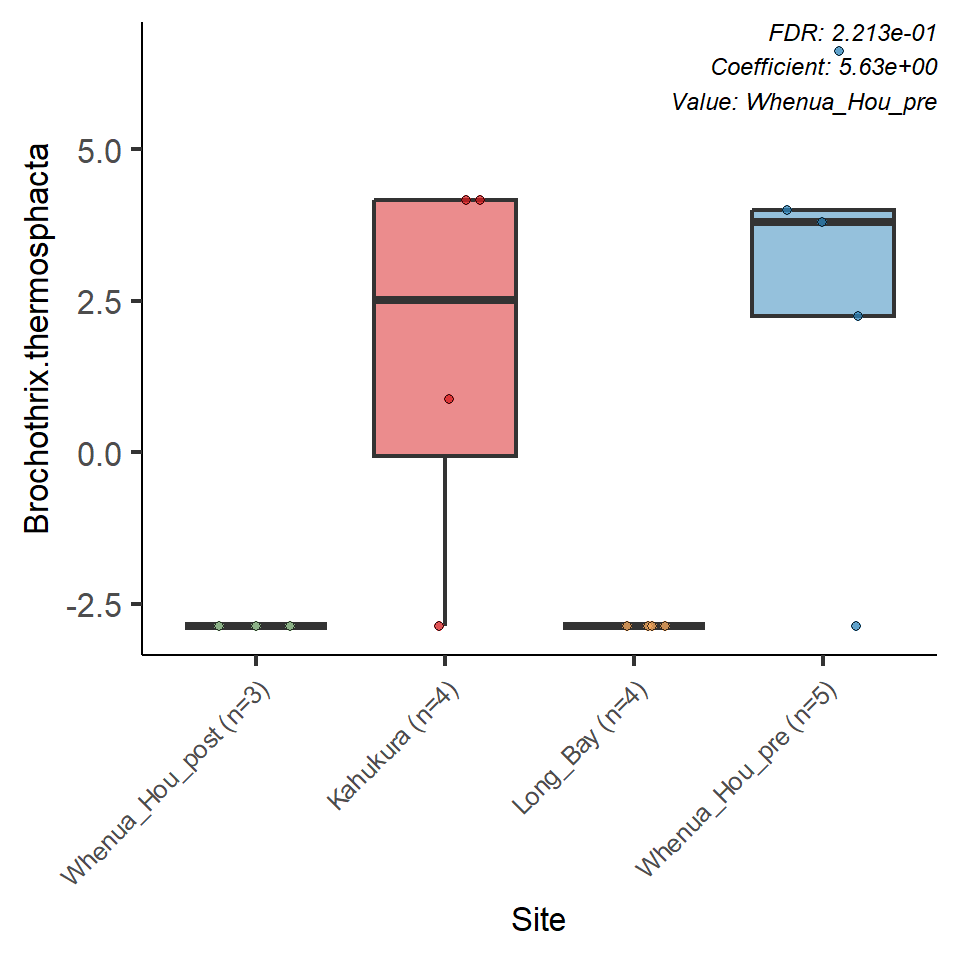 FDR: 2.213e-01
Coefficient: 5.63e+00
Value: Whenua_Hou_pre
Brochothrix.thermosphacta
5.0
2.5
0.0
-2.5
Whenua_Hou_post (n=3)
Kahukura (n=4)
Long_Bay (n=4)
Whenua_Hou_pre (n=5)
Site